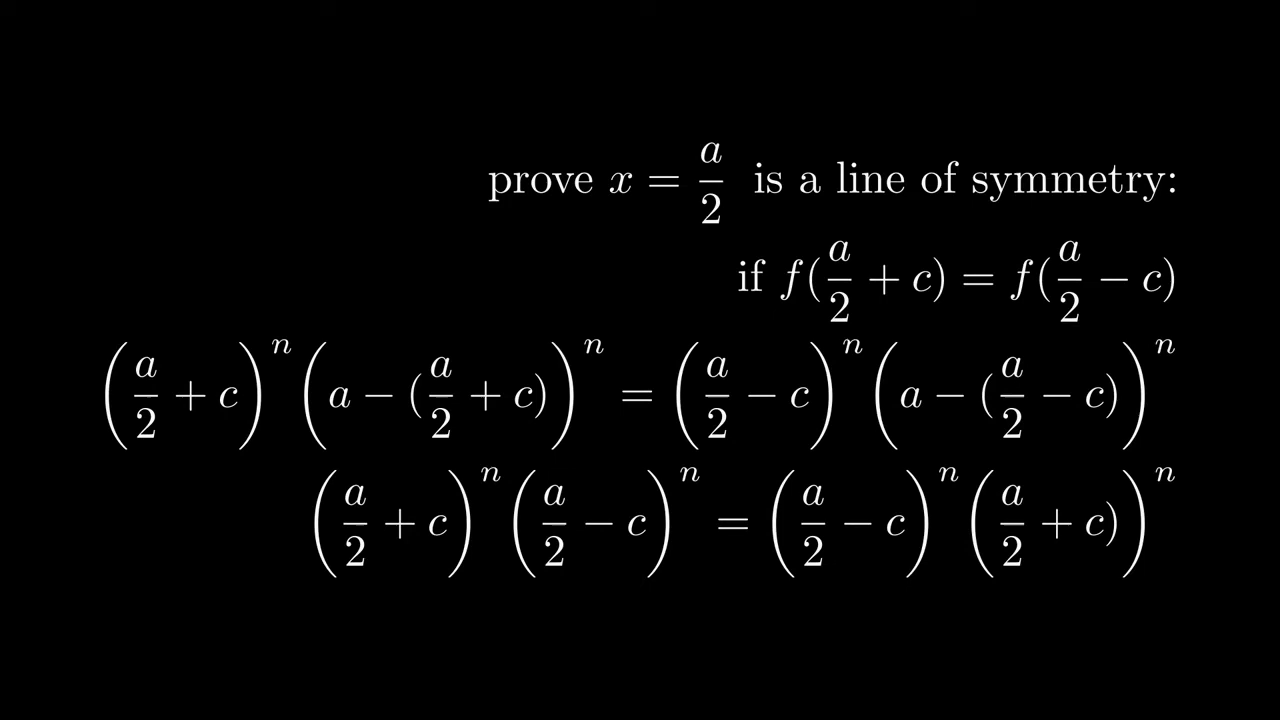 prove x = a/2 is a line of symmetry:
if f(a/2 + c) = f(a/2 − c)
(a/2 + c)ⁿ (a − (a/2 + c))ⁿ = (a/2 − c)ⁿ (a − (a/2 − c))ⁿ
(a/2 + c)ⁿ (a/2 − c)ⁿ = (a/2 − c)ⁿ (a/2 + c))ⁿ